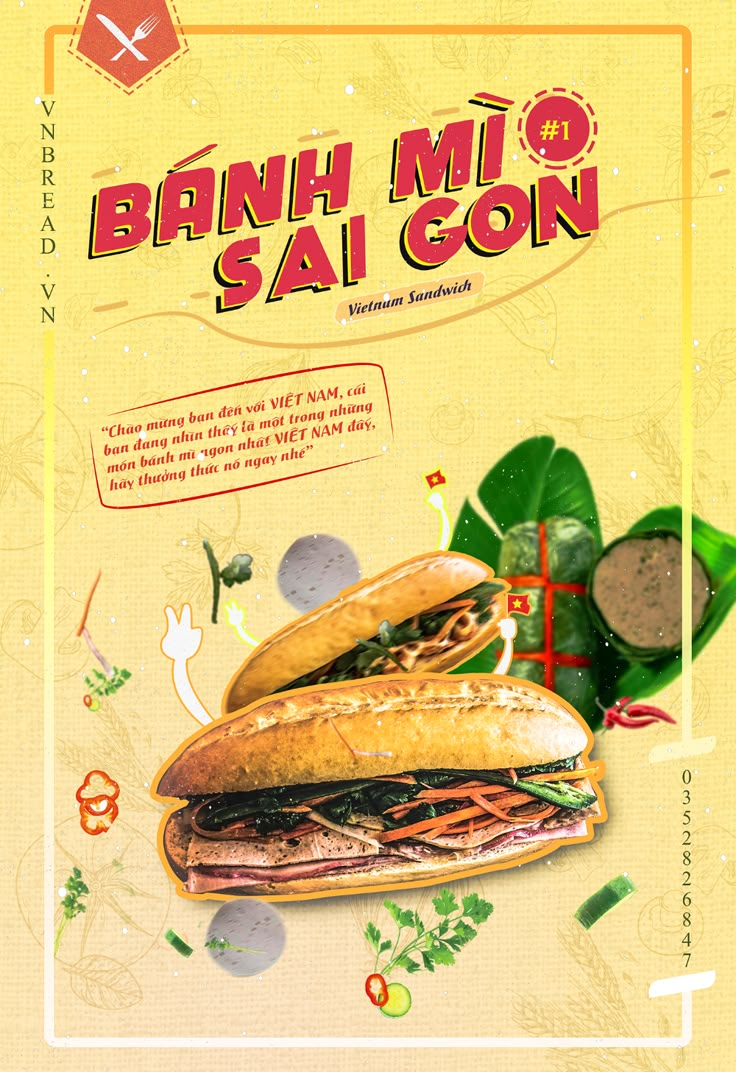 VNBREAD.VN
BÁNH MÌ
#1
SAI GON
Vietnam Sandwich
“Chào mừng bạn đến với VIỆT NAM, cái
bạn đang nhìn thấy là một trong những
món bánh mì ngon nhất VIỆT NAM đấy,
hãy thưởng thức nó ngay nhé”
0352826847